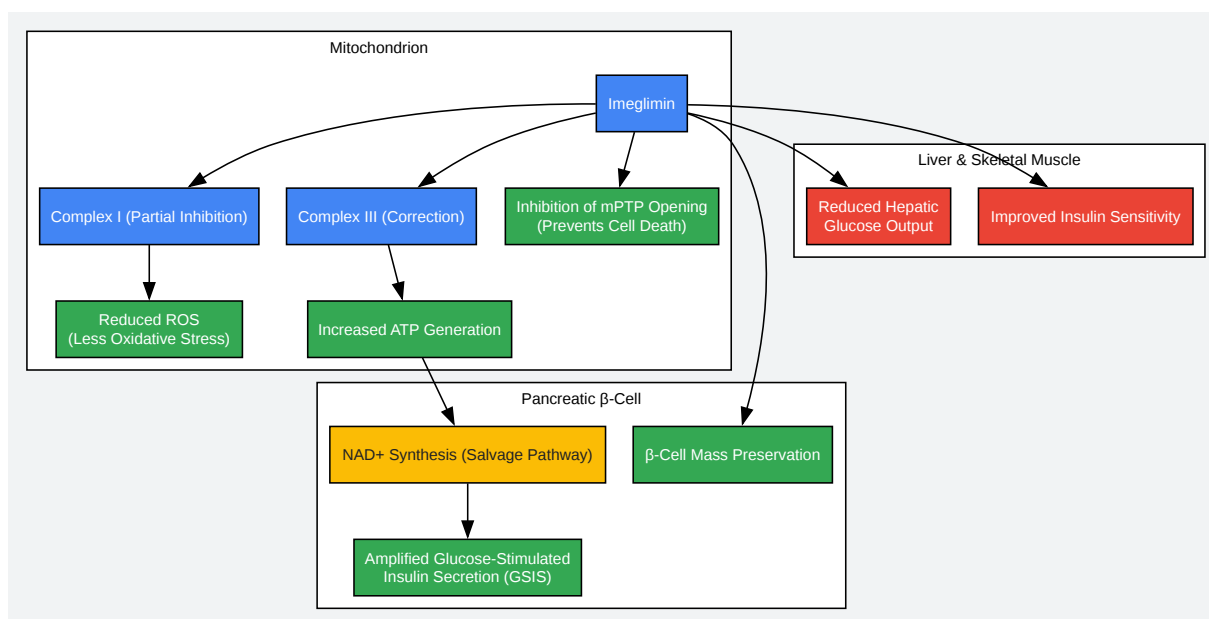 Mitochondrion
Imeglimin
Liver & Skeletal Muscle
Complex I (Partial Inhibition)
Complex III (Correction)
Inhibition of mPTP Opening
(Prevents Cell Death)
Reduced Hepatic
Glucose Output
Improved Insulin Sensitivity
Reduced ROS
(Less Oxidative Stress)
Increased ATP Generation
Pancreatic β-Cell
NAD+ Synthesis (Salvage Pathway)
β-Cell Mass Preservation
Amplified Glucose-Stimulated
Insulin Secretion (GSIS)